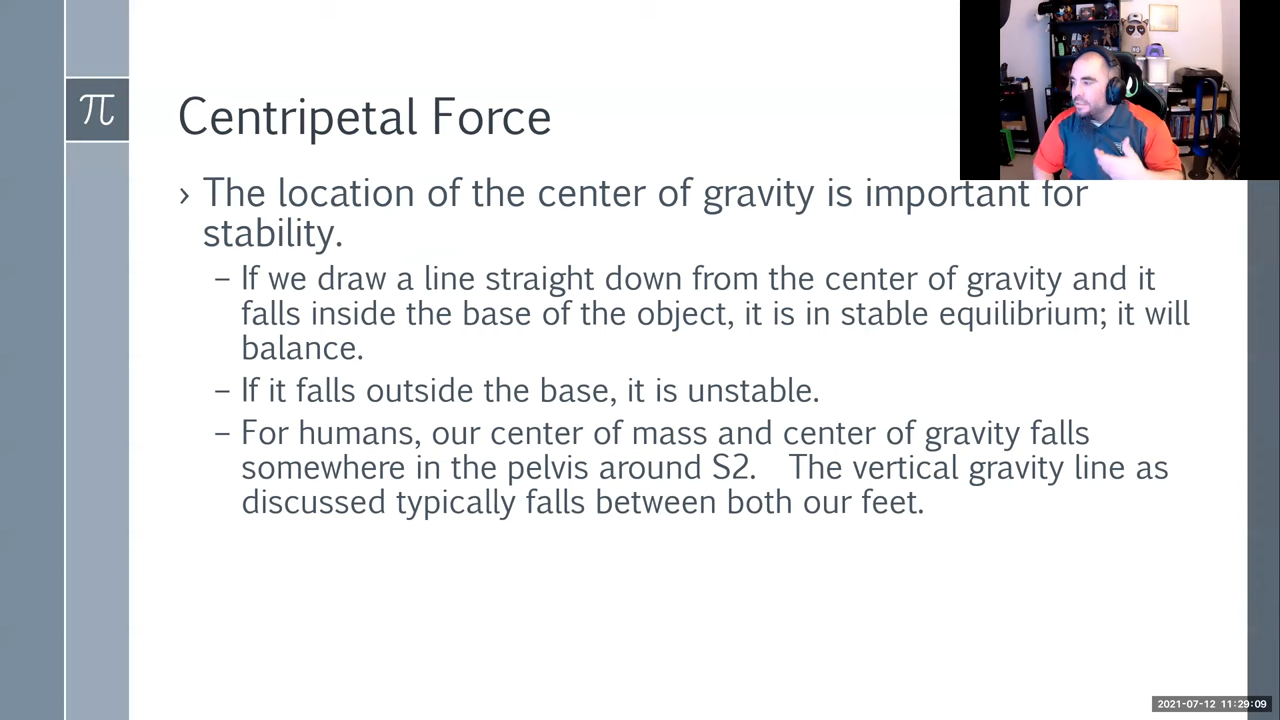 π
Centripetal Force
› The location of the center of gravity is important for
stability.
– If we draw a line straight down from the center of gravity and it
falls inside the base of the object, it is in stable equilibrium; it will
balance.
– If it falls outside the base, it is unstable.
– For humans, our center of mass and center of gravity falls
somewhere in the pelvis around S2. The vertical gravity line as
discussed typically falls between both our feet.
2021-07-12 11:29:09